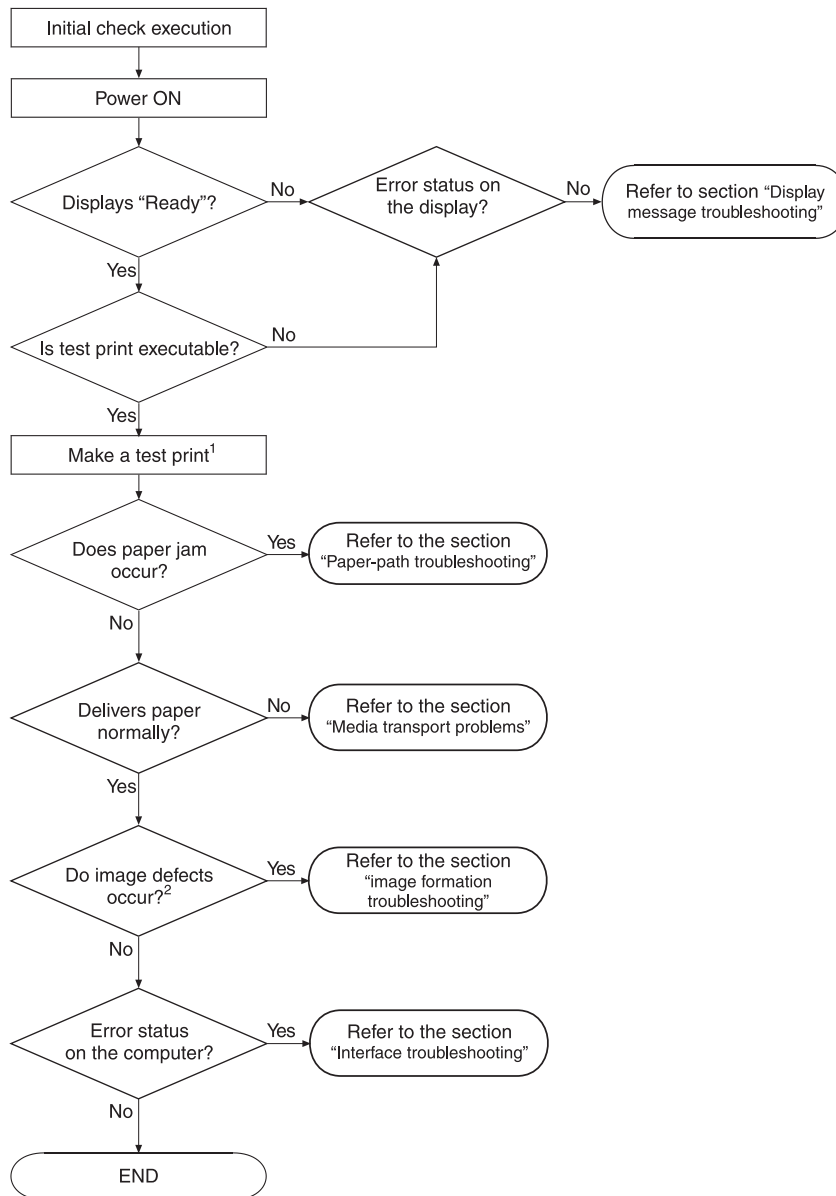 Initial check execution
Power ON
Displays “Ready”?
No
Error status on
the display?
No
Refer to section “Display
message troubleshooting”
Yes
Is test print executable?
No
Yes
Make a test print1
Does paper jam
occur?
Yes
Refer to the section
“Paper-path troubleshooting”
No
Delivers paper
normally?
No
Refer to the section
“Media transport problems”
Yes
Do image defects
occur?2
Yes
Refer to the section
“image formation
troubleshooting”
No
Error status
on the computer?
Yes
Refer to the section
“Interface troubleshooting”
No
END